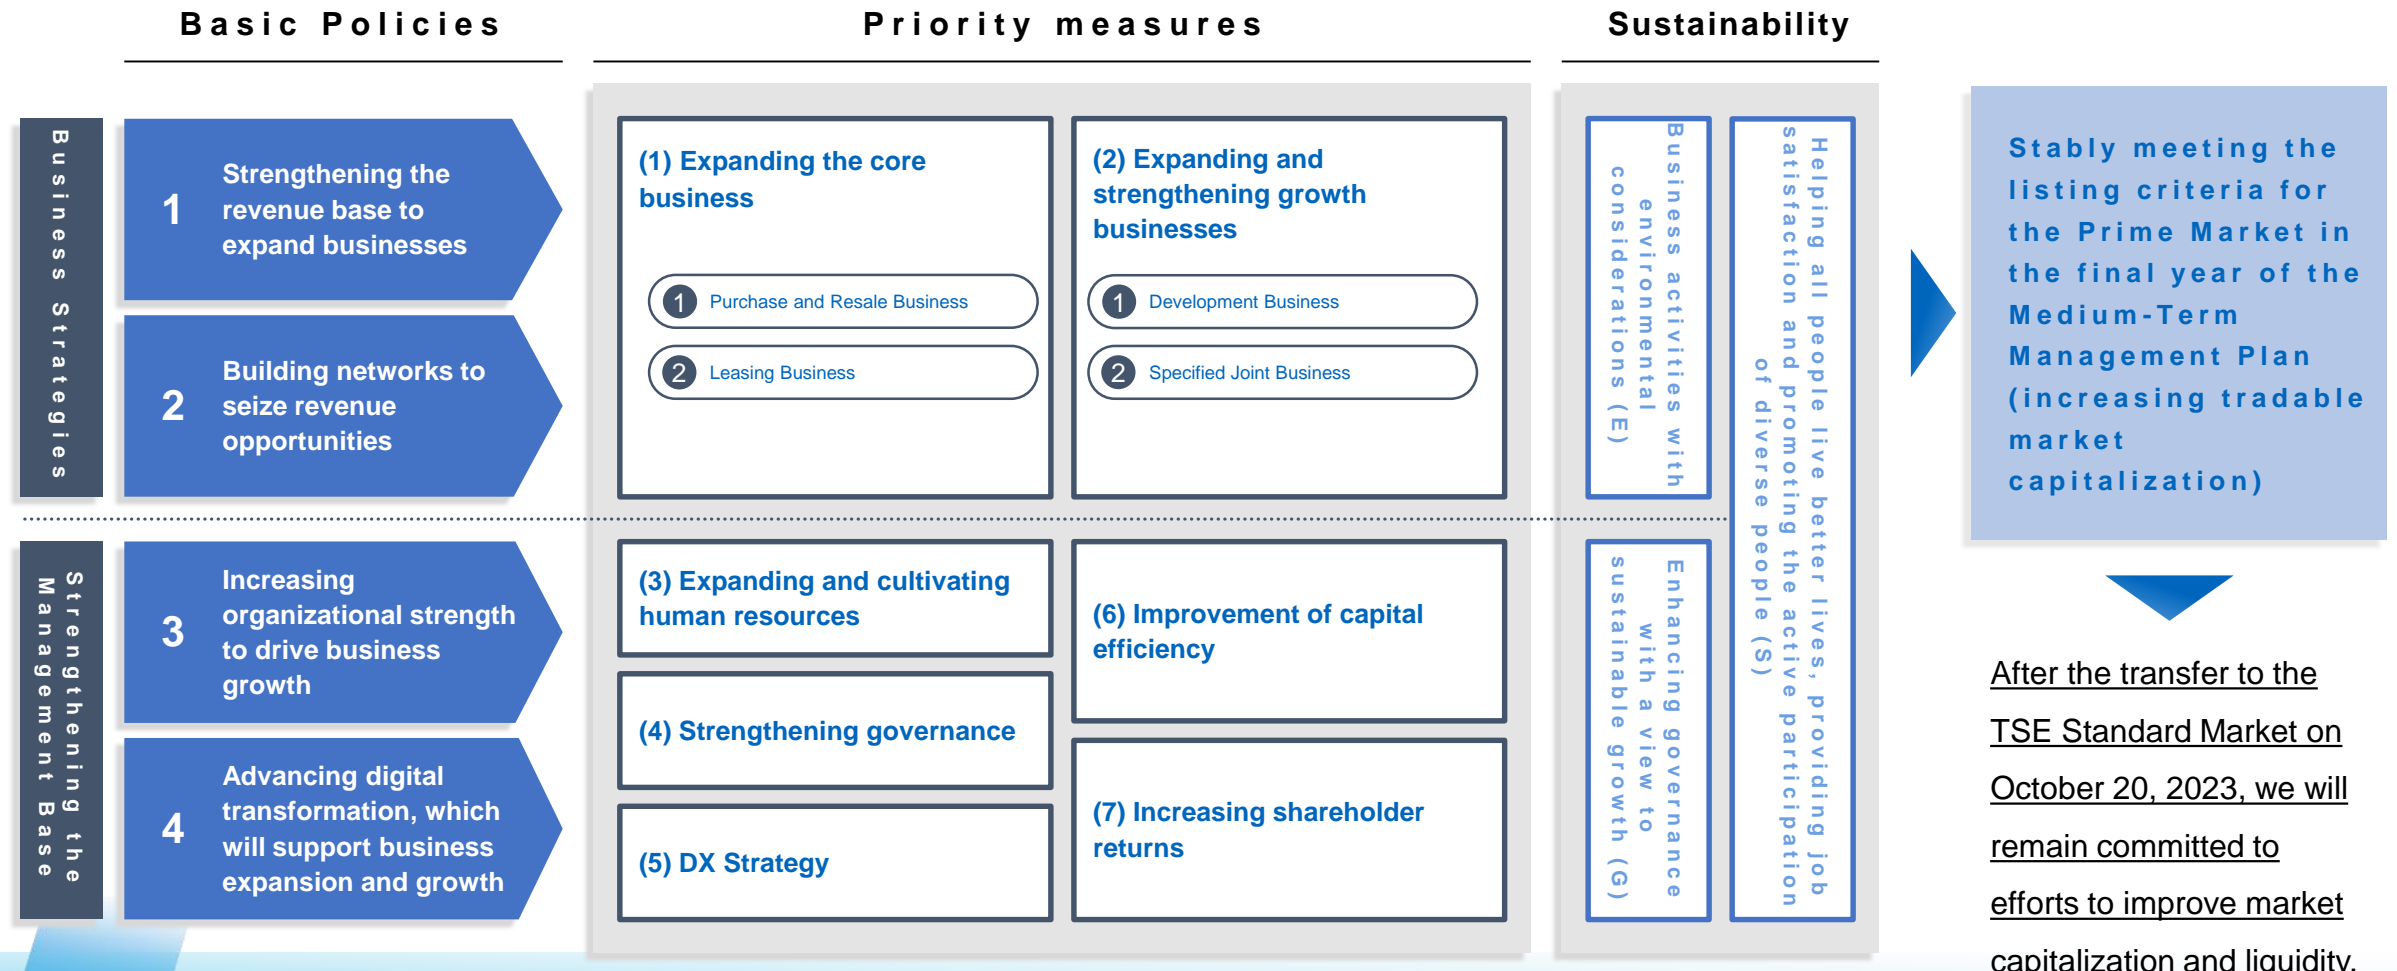 Basic Policies
Priority measures
Sustainability
Business Strategies
1
Strengthening the
revenue base to
expand businesses
2
Building networks to
seize revenue
opportunities
(1) Expanding the core
business
1 Purchase and Resale Business
2 Leasing Business
(2) Expanding and
strengthening growth
businesses
1 Development Business
2 Specified Joint Business
Business activities with
environmental
considerations (E)
Helping all people live better lives, providing job
satisfaction and promoting the active participation
of diverse people (S)
Stably meeting the
listing criteria for
the Prime Market in
the final year of the
Medium-Term
Management Plan
(increasing tradable
market
capitalization)
Strengthening the
Management Base
3
Increasing
organizational strength
to drive business
growth
4
Advancing digital
transformation, which
will support business
expansion and growth
(3) Expanding and cultivating
human resources
(4) Strengthening governance
(5) DX Strategy
(6) Improvement of capital
efficiency
(7) Increasing shareholder
returns
Enhancing governance
with a view to
sustainable growth (G)
After the transfer to the
TSE Standard Market on
October 20, 2023, we will
remain committed to
efforts to improve market
capitalization and liquidity.